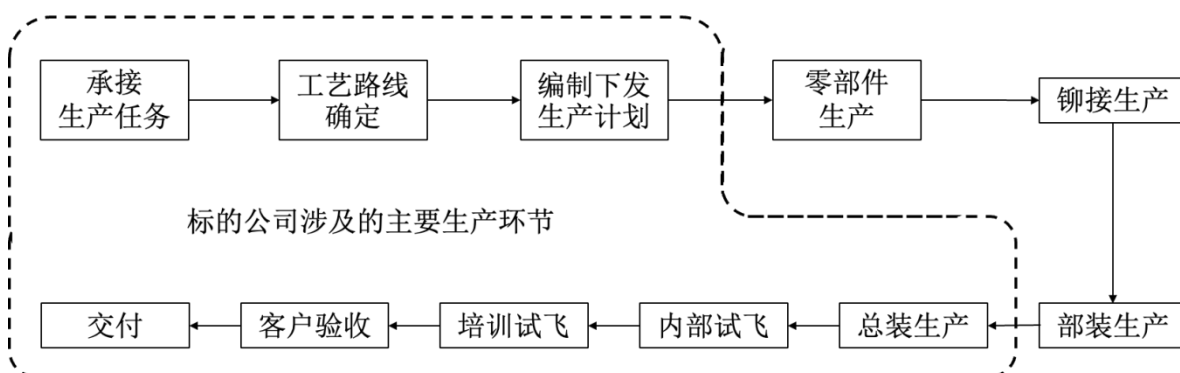 承接
生产任务
工艺路线
确定
编制下发
生产计划
零部件
生产
铆接生产
标的公司涉及的主要生产环节
交付
客户验收
培训试飞
内部试飞
总装生产
部装生产